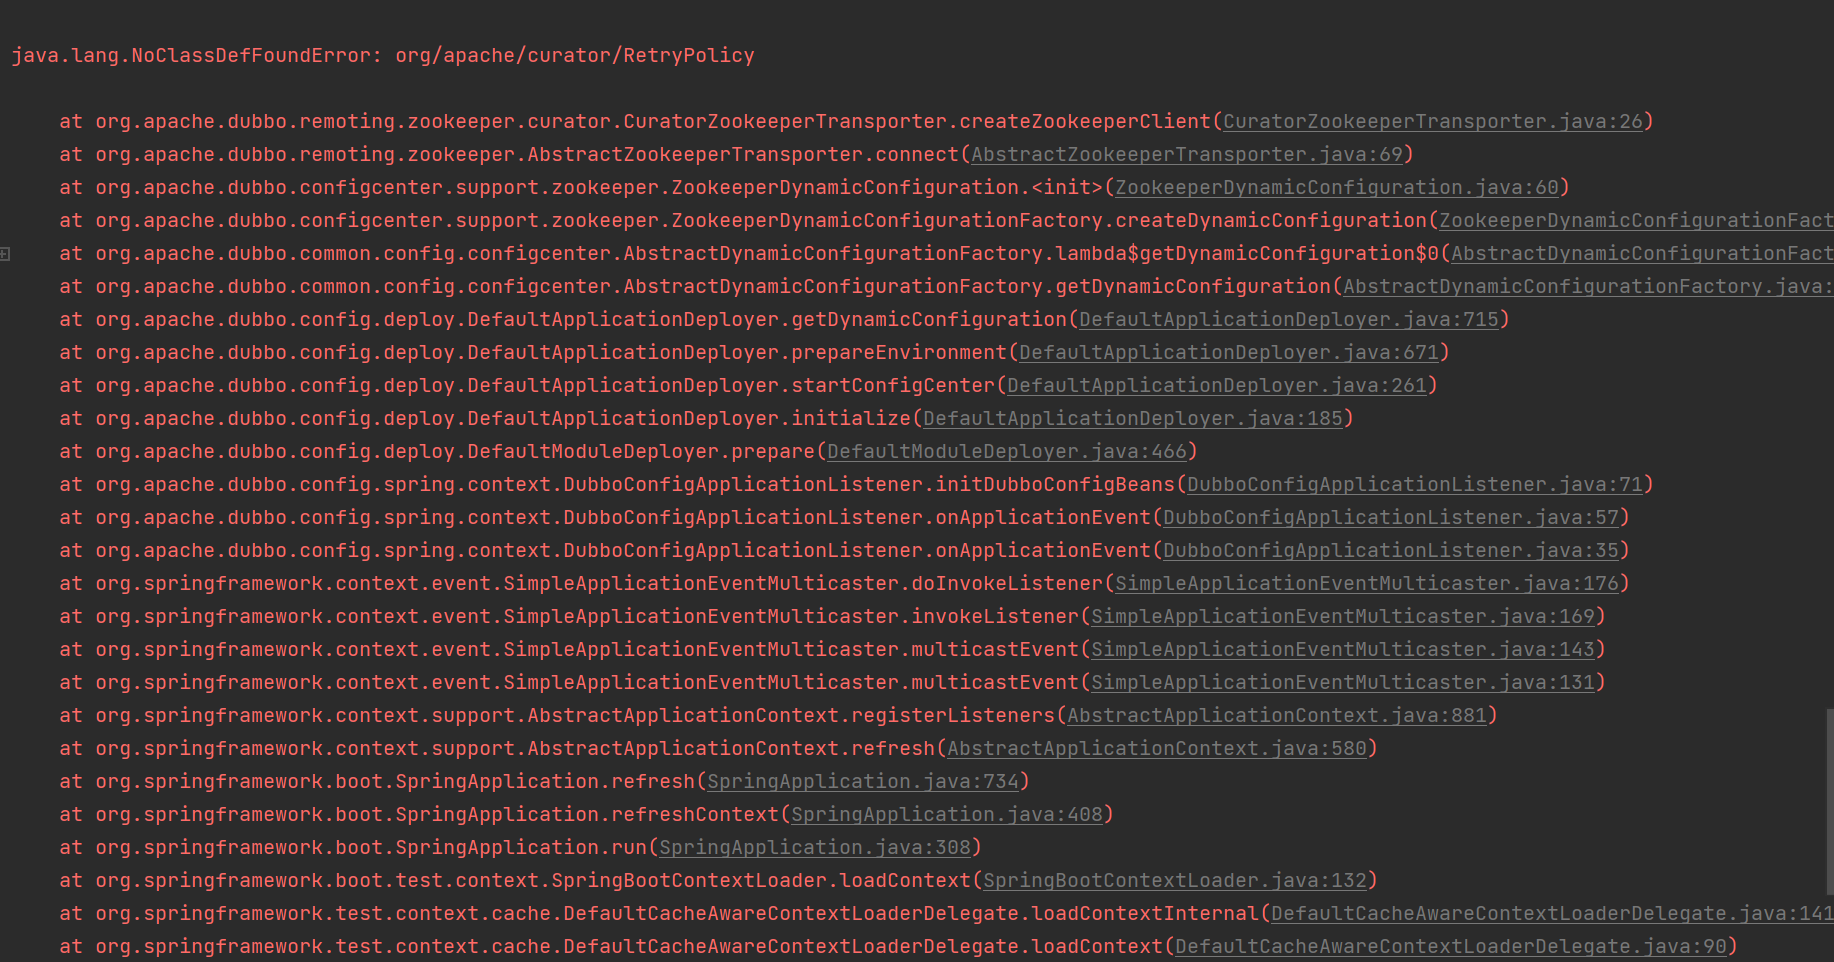 java.lang.NoClassDefFoundError: org/apache/curator/RetryPolicy
at org.apache.dubbo.remoting.zookeeper.curator.CuratorZookeeperTransporter.createZookeeperClient(CuratorZookeeperTransporter.java:26)
at org.apache.dubbo.remoting.zookeeper.AbstractZookeeperTransporter.connect(AbstractZookeeperTransporter.java:69)
at org.apache.dubbo.configcenter.support.zookeeper.ZookeeperDynamicConfiguration.<init>(ZookeeperDynamicConfiguration.java:60)
at org.apache.dubbo.configcenter.support.zookeeper.ZookeeperDynamicConfigurationFactory.createDynamicConfiguration(ZookeeperDynamicConfigurationFact
at org.apache.dubbo.common.config.configcenter.AbstractDynamicConfigurationFactory.lambda$getDynamicConfiguration$0(AbstractDynamicConfigurationFact
at org.apache.dubbo.common.config.configcenter.AbstractDynamicConfigurationFactory.getDynamicConfiguration(AbstractDynamicConfigurationFactory.java:
at org.apache.dubbo.config.deploy.DefaultApplicationDeployer.getDynamicConfiguration(DefaultApplicationDeployer.java:715)
at org.apache.dubbo.config.deploy.DefaultApplicationDeployer.prepareEnvironment(DefaultApplicationDeployer.java:671)
at org.apache.dubbo.config.deploy.DefaultApplicationDeployer.startConfigCenter(DefaultApplicationDeployer.java:261)
at org.apache.dubbo.config.deploy.DefaultApplicationDeployer.initialize(DefaultApplicationDeployer.java:185)
at org.apache.dubbo.config.deploy.DefaultModuleDeployer.prepare(DefaultModuleDeployer.java:466)
at org.apache.dubbo.config.spring.context.DubboConfigApplicationListener.initDubboConfigBeans(DubboConfigApplicationListener.java:71)
at org.apache.dubbo.config.spring.context.DubboConfigApplicationListener.onApplicationEvent(DubboConfigApplicationListener.java:57)
at org.apache.dubbo.config.spring.context.DubboConfigApplicationListener.onApplicationEvent(DubboConfigApplicationListener.java:35)
at org.springframework.context.event.SimpleApplicationEventMulticaster.doInvokeListener(SimpleApplicationEventMulticaster.java:176)
at org.springframework.context.event.SimpleApplicationEventMulticaster.invokeListener(SimpleApplicationEventMulticaster.java:169)
at org.springframework.context.event.SimpleApplicationEventMulticaster.multicastEvent(SimpleApplicationEventMulticaster.java:143)
at org.springframework.context.event.SimpleApplicationEventMulticaster.multicastEvent(SimpleApplicationEventMulticaster.java:131)
at org.springframework.context.support.AbstractApplicationContext.registerListeners(AbstractApplicationContext.java:881)
at org.springframework.context.support.AbstractApplicationContext.refresh(AbstractApplicationContext.java:580)
at org.springframework.boot.SpringApplication.refresh(SpringApplication.java:734)
at org.springframework.boot.SpringApplication.refreshContext(SpringApplication.java:408)
at org.springframework.boot.SpringApplication.run(SpringApplication.java:308)
at org.springframework.boot.test.context.SpringBootContextLoader.loadContext(SpringBootContextLoader.java:132)
at org.springframework.test.context.cache.DefaultCacheAwareContextLoaderDelegate.loadContextInternal(DefaultCacheAwareContextLoaderDelegate.java:141
at org.springframework.test.context.cache.DefaultCacheAwareContextLoaderDelegate.loadContext(DefaultCacheAwareContextLoaderDelegate.java:90)